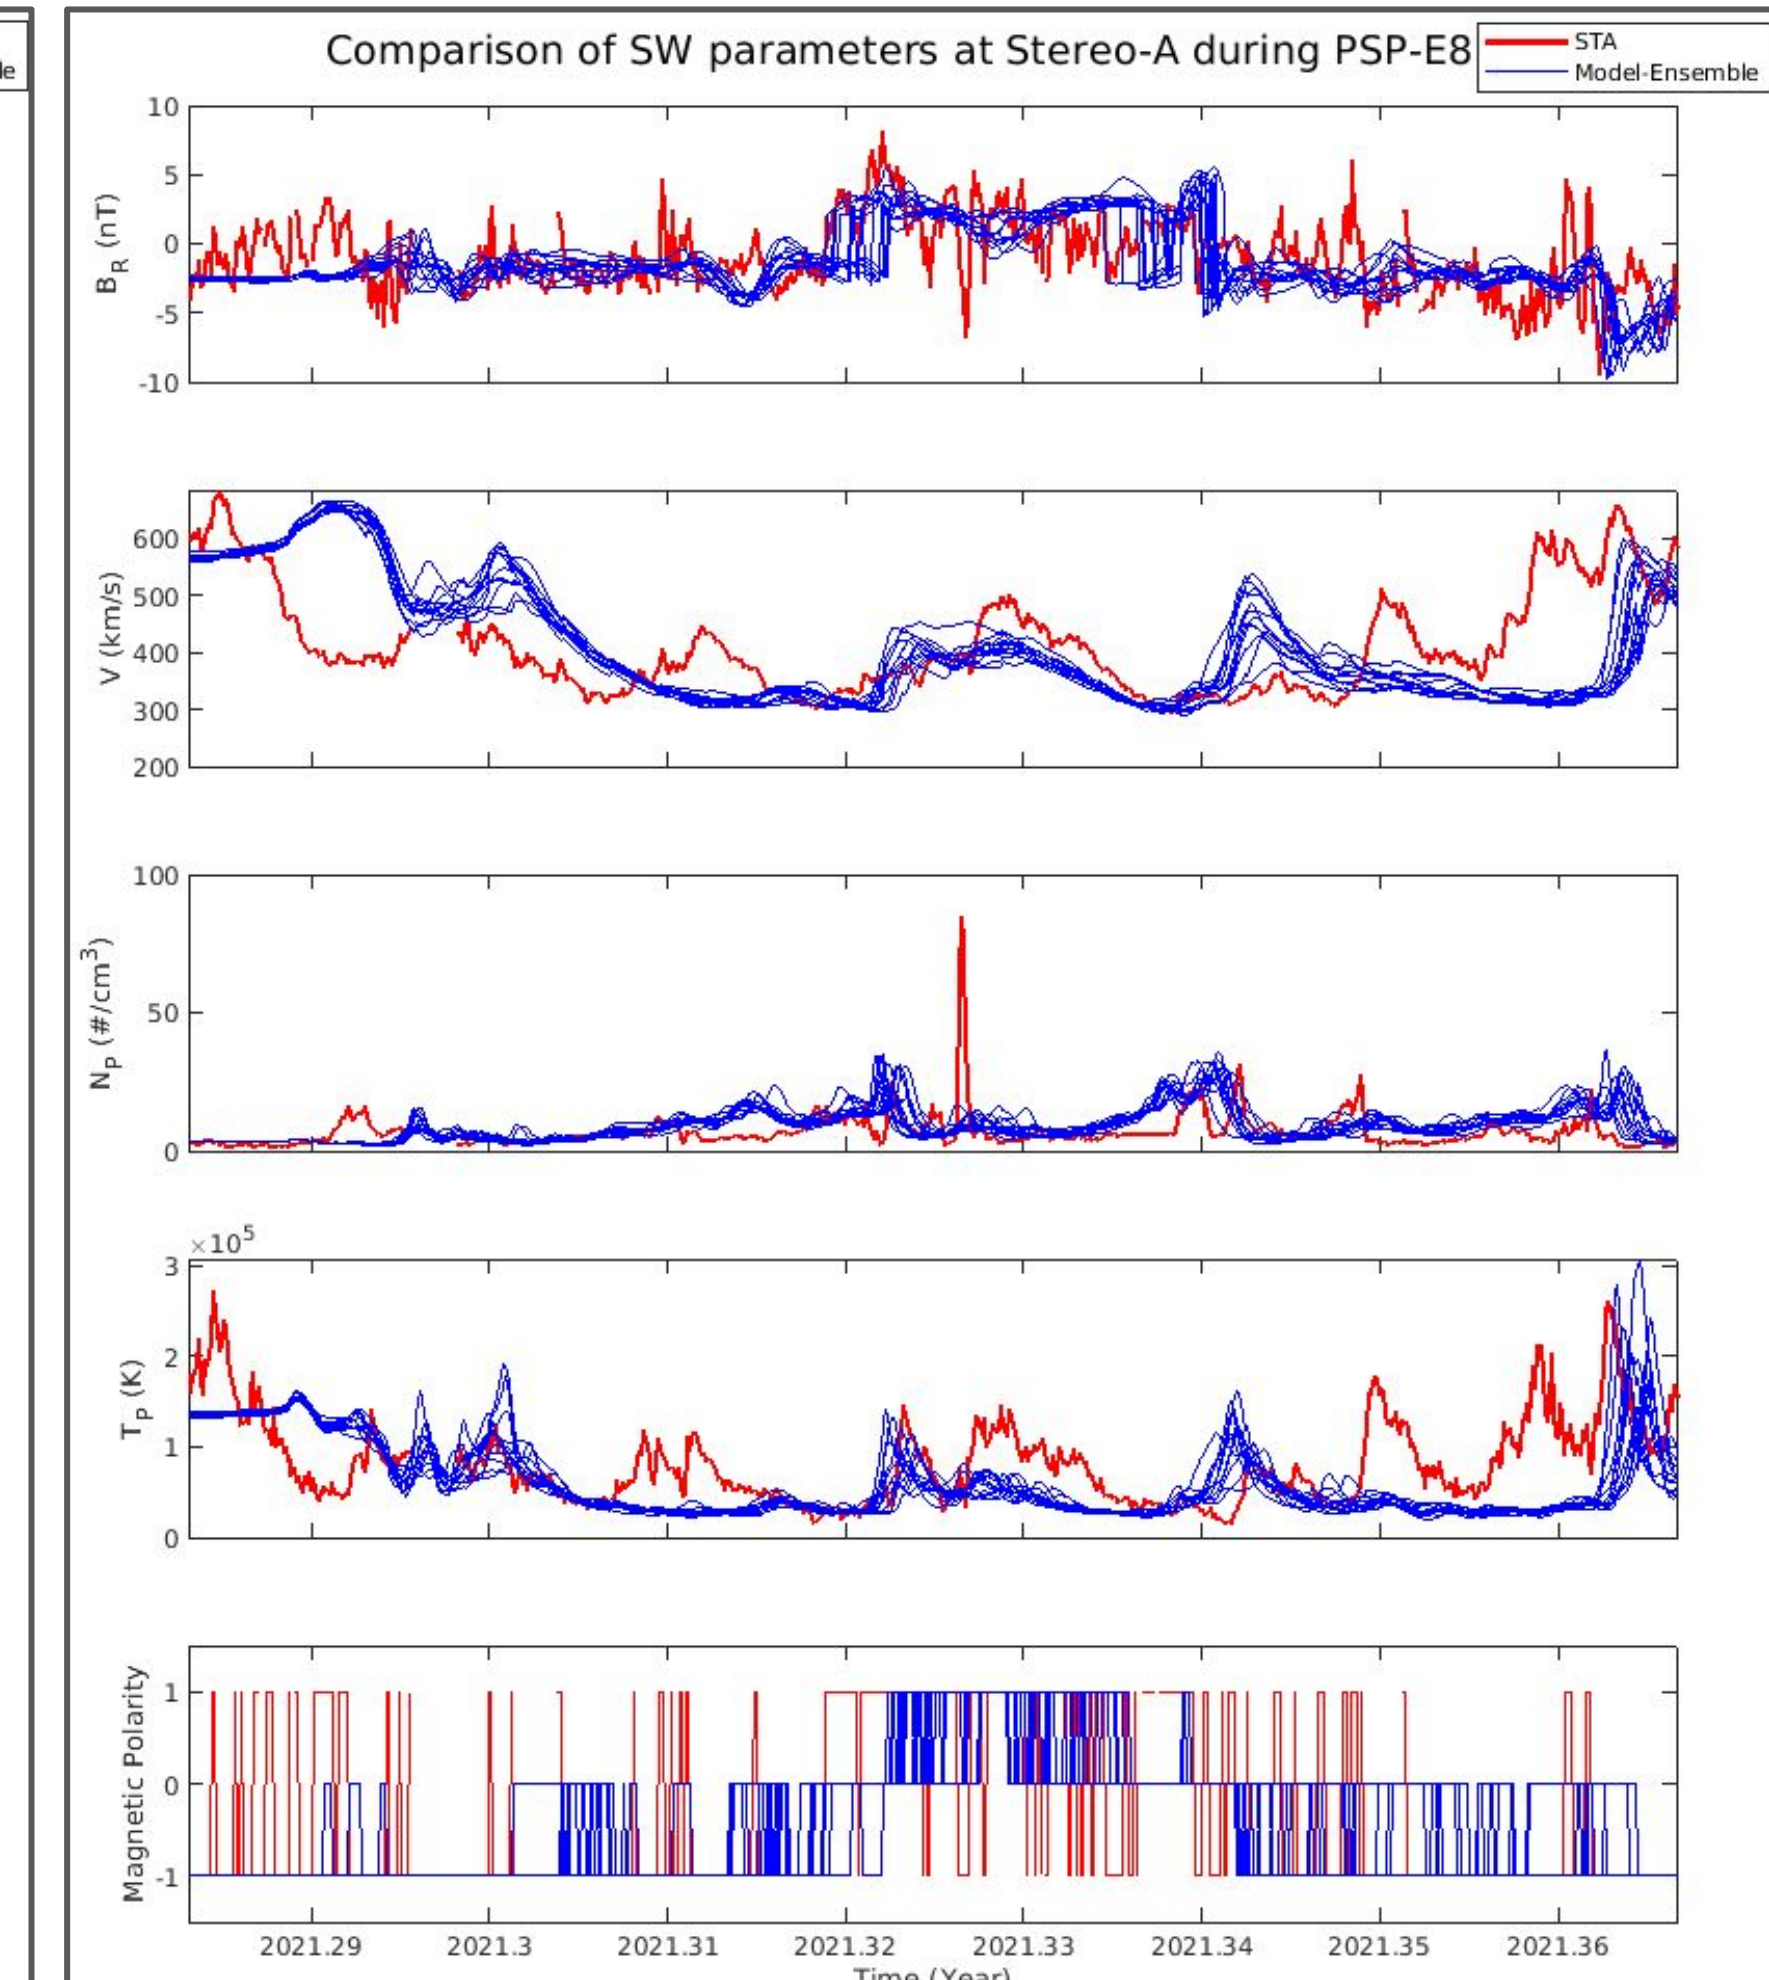 le
Comparison of SW parameters at Stereo-A during PSP-E8
STA
Model-Ensemble
10
5
0
-5
-10
B_R (nT)
600
500
400
300
200
V (km/s)
100
50
0
N_P (#/cm^3)
×10^5
3
2
1
0
T_P (K)
1
0
-1
Magnetic Polarity
2021.29 2021.3 2021.31 2021.32 2021.33 2021.34 2021.35 2021.36
Time (Year)